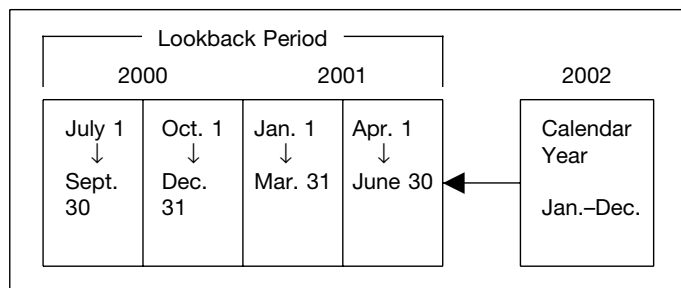 Lookback Period
2000 2001 2002
July 1
↓
Sept.
30
Oct. 1
↓
Dec.
31
Jan. 1
↓
Mar. 31
Apr. 1
↓
June 30
Calendar
Year
Jan.–Dec.